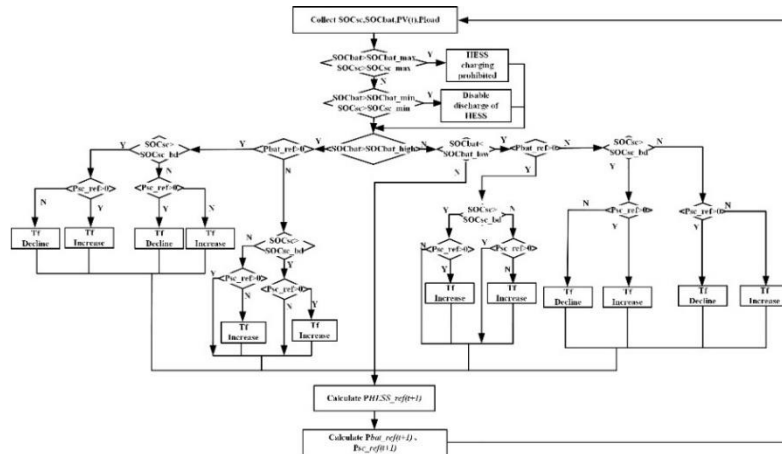 Collect SOCsc,SOCbat,PV(t),Pload
SOCbat>SOCbat_max
SOCsc>SOCsc_max
Y
HESS
charging
prohibited
N
SOCbat>SOCbat_min
SOCsc>SOCsc_min
Y
Disable
discharge of
HESS
SOCsc>
SOCsc_bd
Y
N
Y
Pbat_ref>0
Y
SOCbat>SOCbat_high
N
SOCbat<
SOCbat_low
Y
Pbat_ref>0
N
SOCsc>
SOCsc_bd
N
N
N
Y
Y
Psc_ref>0
Psc_ref>0
N
Y
Y
N
Tf
Decline
Tf
Increase
Tf
Decline
Tf
Increase
SOCsc>
SOCsc_bd
N
Y
Psc_ref>0
Psc_ref>0
Y
N
N
Y
Tf
Increase
Tf
Increase
Y
SOCsc>
SOCsc_bd
N
N
Psc_ref>0
Y
Y
Psc_ref>0
N
Tf
Increase
Tf
Increase
Psc_ref>0
Psc_ref>0
N
N
Y
Y
Tf
Decline
Tf
Increase
Tf
Decline
Tf
Increase
Calculate PHESS_ref(t+1)
Calculate Pbat_ref(t+1) 、
Psc_ref(t+1)